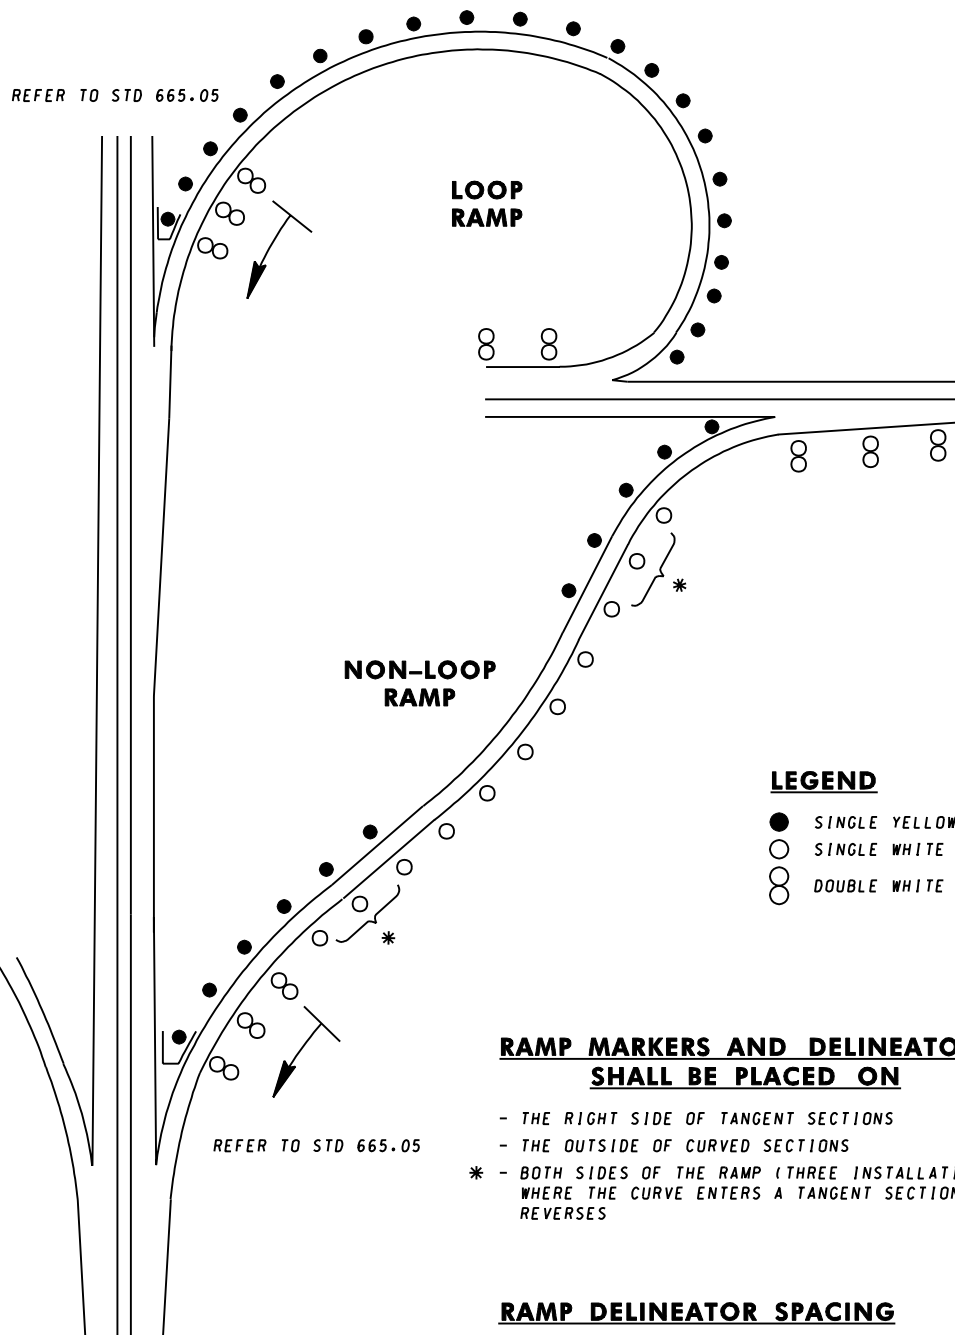 REFER TO STD 665.05
LOOP
RAMP
NON–LOOP
RAMP
*
LEGEND
SINGLE YELLOW
SINGLE WHITE
DOUBLE WHITE
*
RAMP MARKERS AND DELINEATO
SHALL BE PLACED ON
- THE RIGHT SIDE OF TANGENT SECTIONS
- THE OUTSIDE OF CURVED SECTIONS
* - BOTH SIDES OF THE RAMP (THREE INSTALLATI
WHERE THE CURVE ENTERS A TANGENT SECTION
REVERSES
REFER TO STD 665.05
RAMP DELINEATOR SPACING